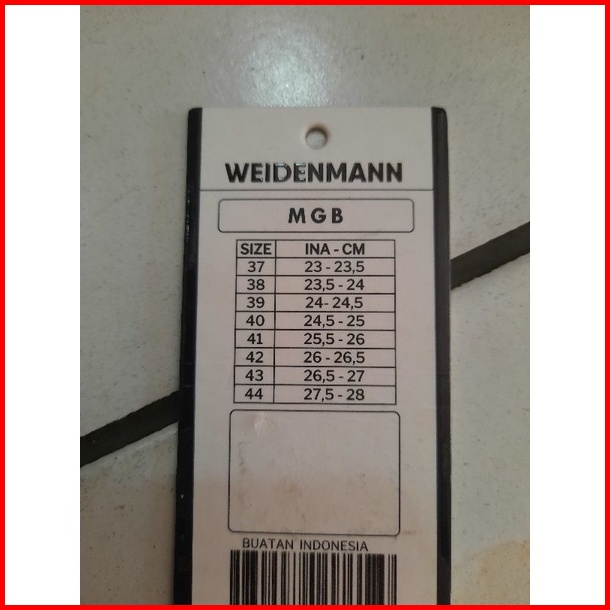 WEIDENMANN
MGB
SIZE INA - CM
37 23 - 23,5
38 23,5 - 24
39 24- 24,5
40 24,5 - 25
41 25,5 - 26
42 26 - 26,5
43 26,5 - 27
44 27,5 - 28
BUATAN INDONESIA